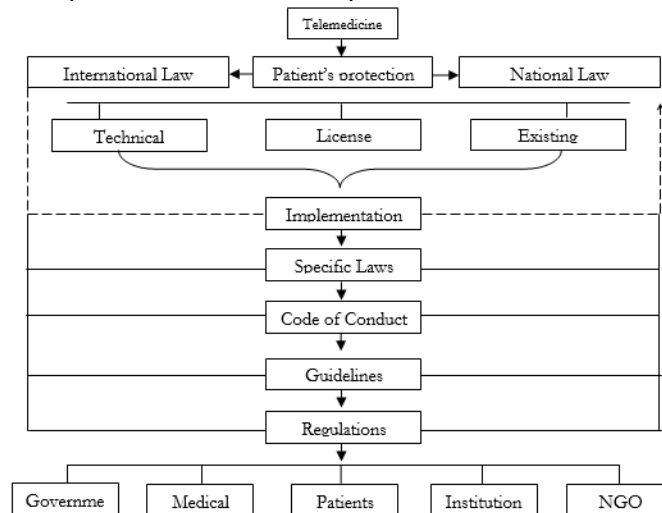 Telemedicine
International Law
Patient's protection
National Law
Technical
License
Existing
Implementation
Specific Laws
Code of Conduct
Guidelines
Regulations
Governme
Medical
Patients
Institution
NGO